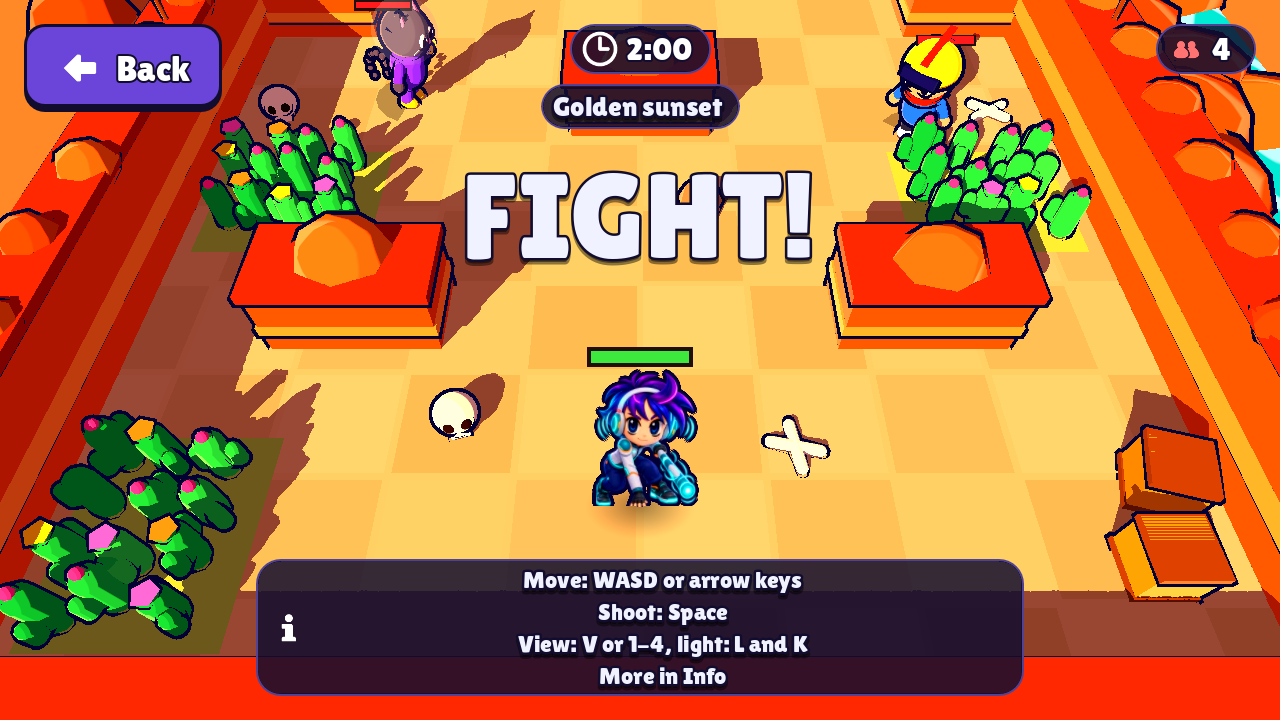 Back
2:00
4
Golden sunset
FIGHT!
Move: WASD or arrow keys
Shoot: Space
View: V or 1–4, light: L and K
More in Info